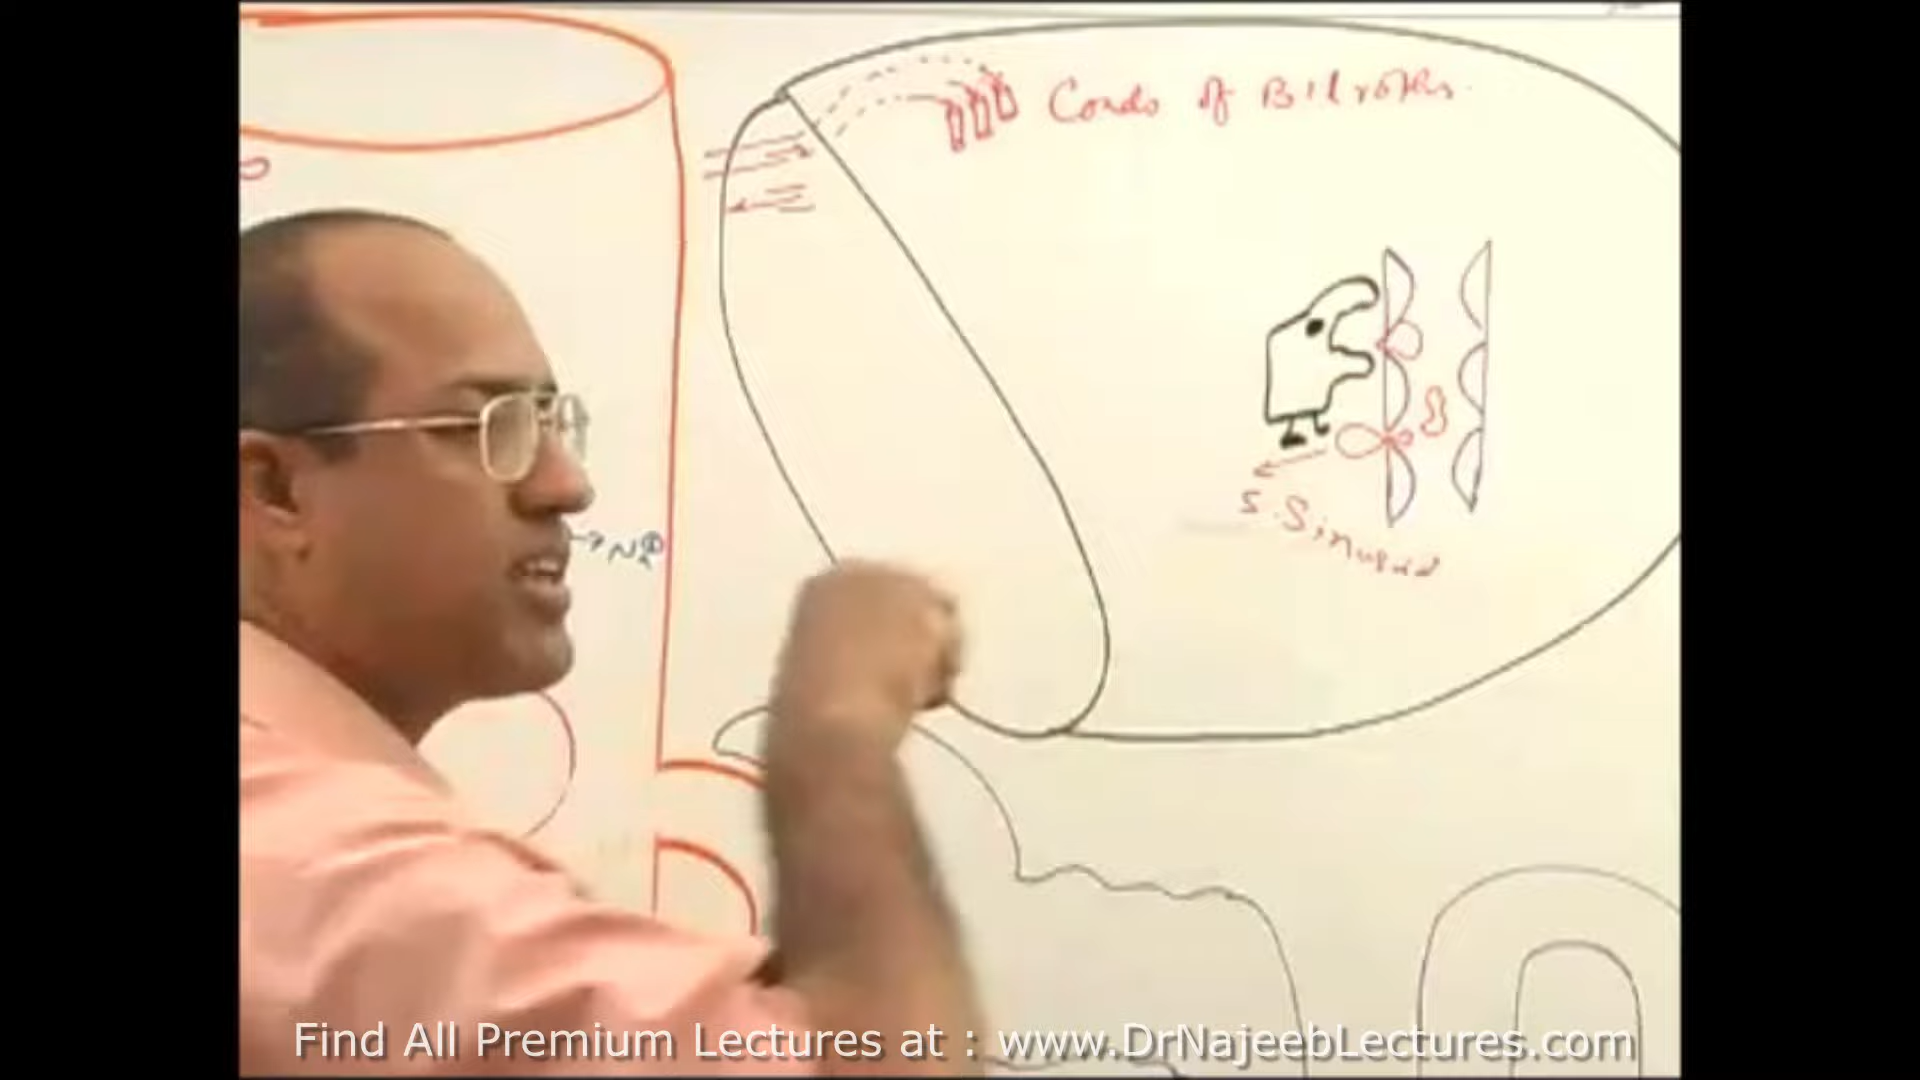 Cords of Bilroths
S. Sinusoid
Find All Premium Lectures at : www.DrNajeebLectures.com